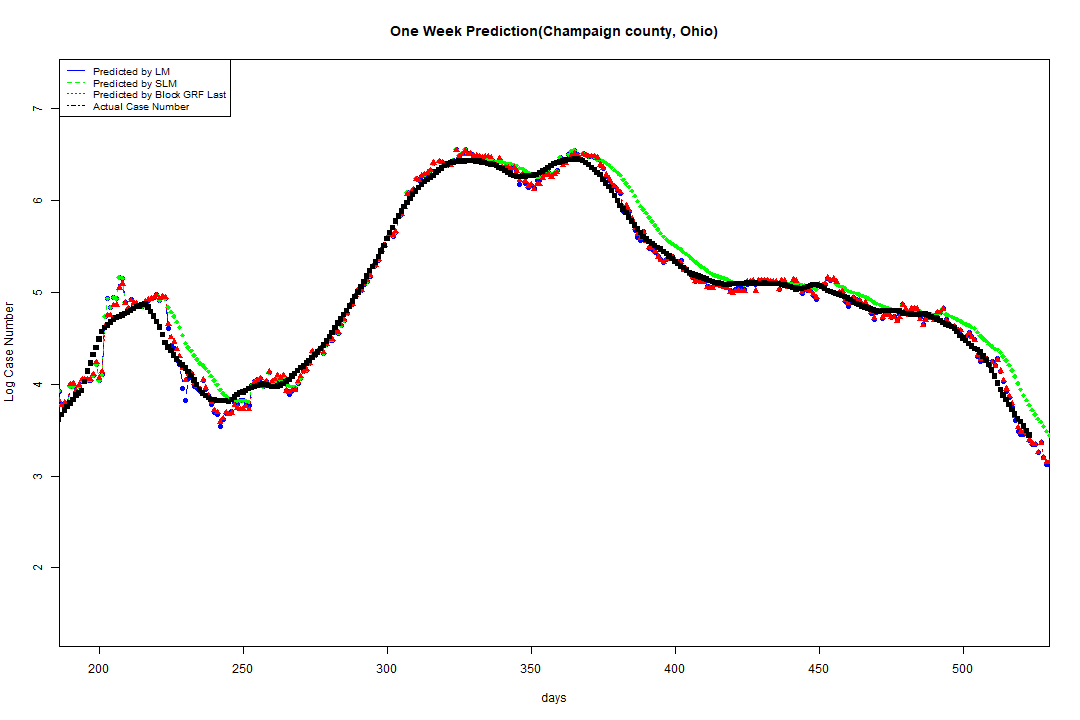 One Week Prediction(Champaign county, Ohio)
Predicted by LM
Predicted by SLM
Predicted by Block GRF Last
Actual Case Number
7
6
5
4
3
2
Log Case Number
200 250 300 350 400 450 500
days